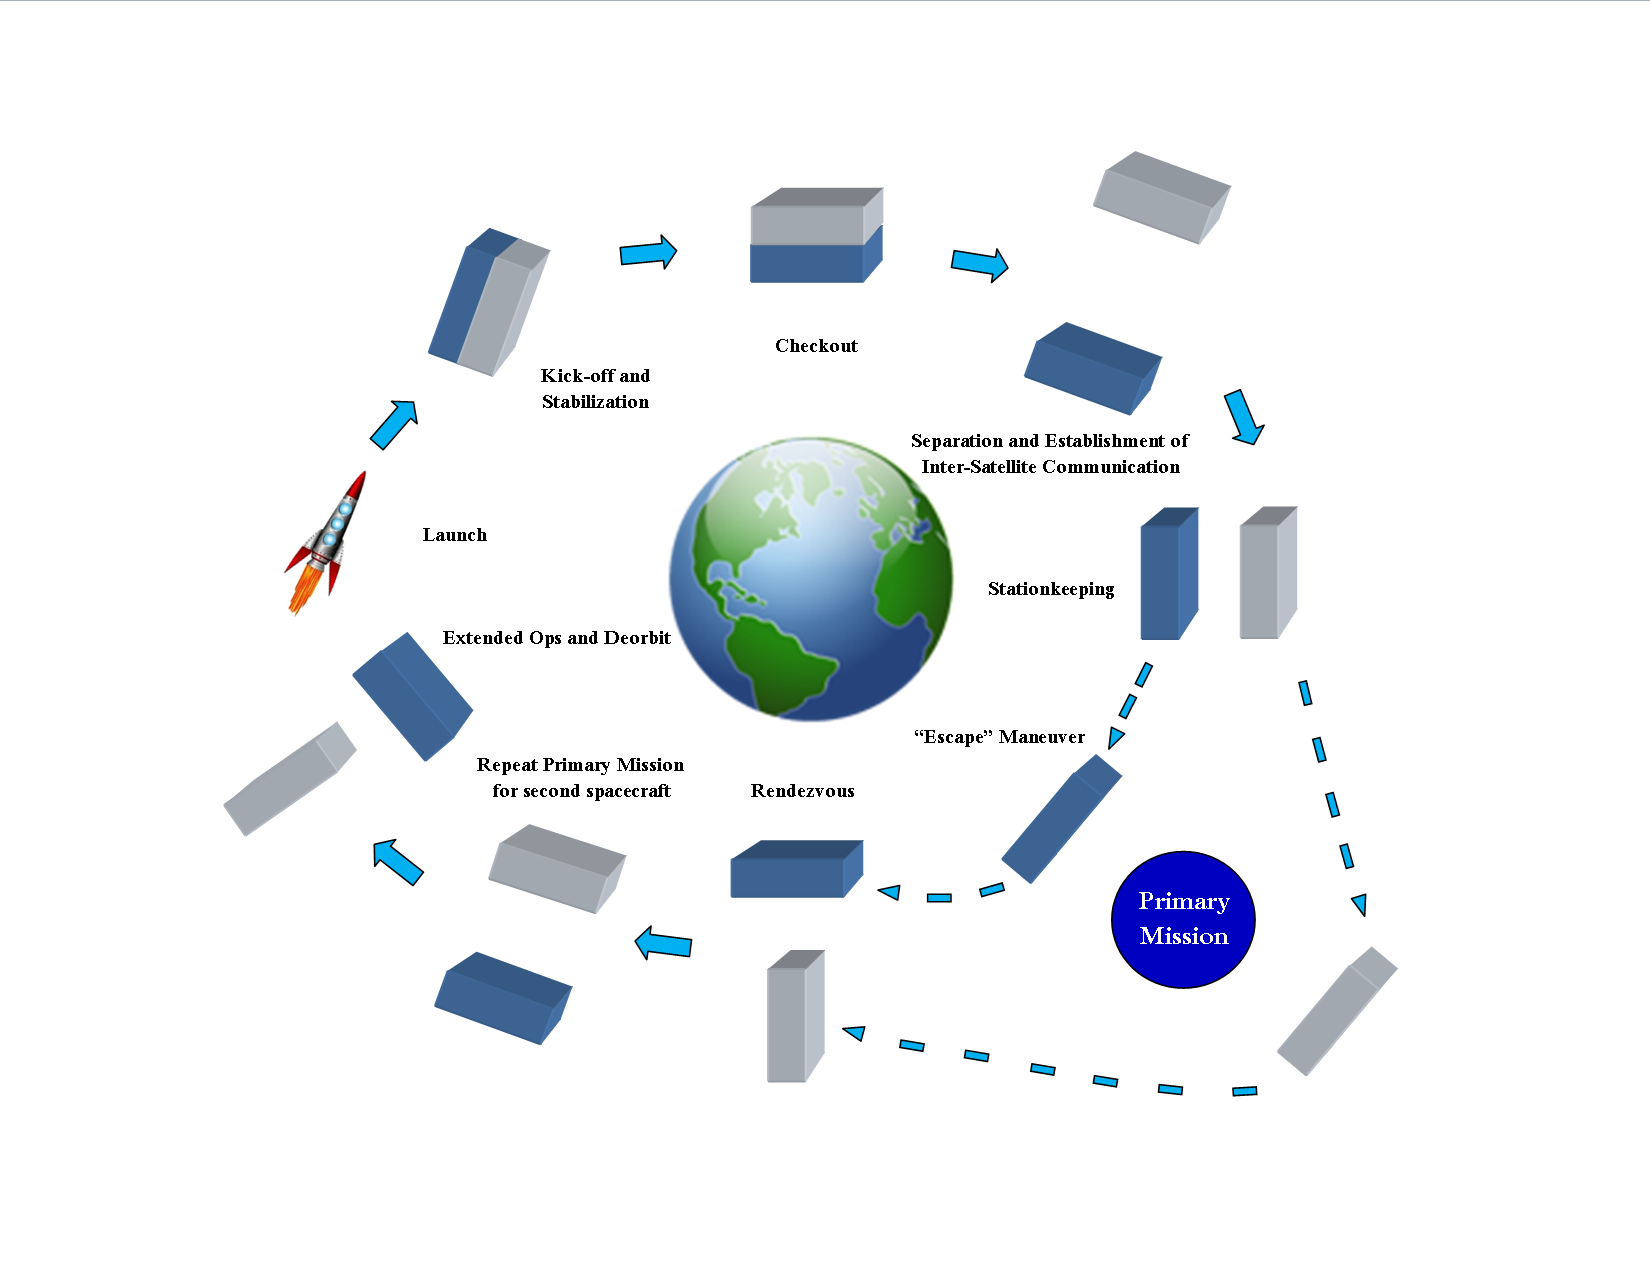 Checkout
Kick-off and
Stabilization
Separation and Establishment of
Inter-Satellite Communication
Launch
Stationkeeping
Extended Ops and Deorbit
“Escape” Maneuver
Repeat Primary Mission
for second spacecraft
Rendezvous
Primary
Mission